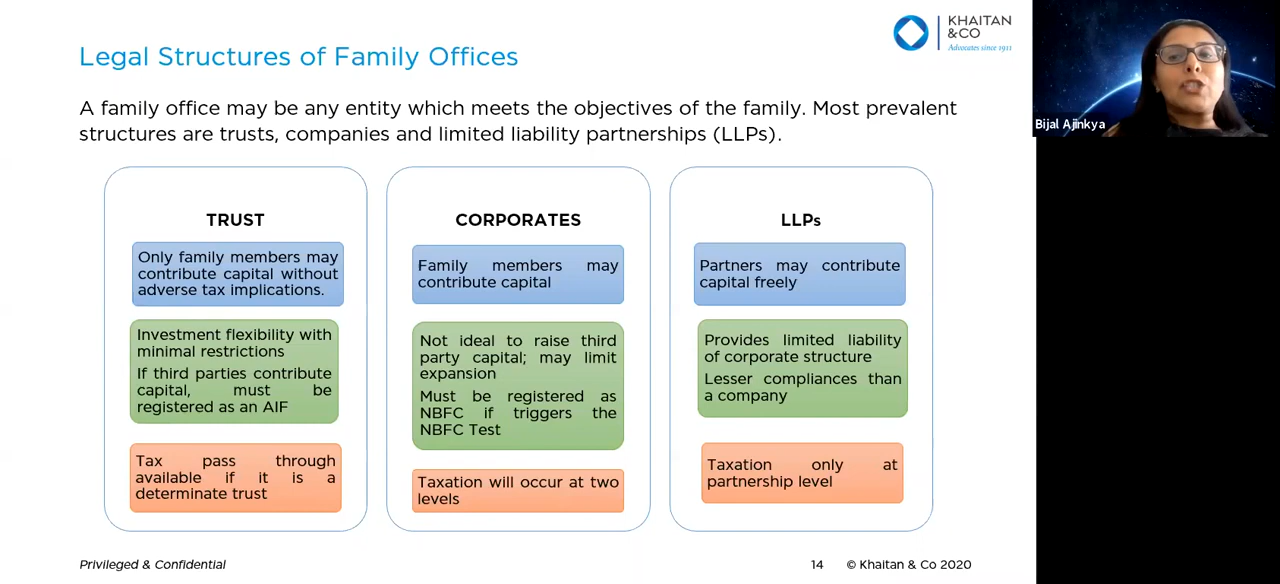 KHAITAN
&CO
Advocates since 1911
Legal Structures of Family Offices
A family office may be any entity which meets the objectives of the family. Most prevalent
structures are trusts, companies and limited liability partnerships (LLPs).
TRUST
Only family members may
contribute capital without
adverse tax implications.
Investment flexibility with
minimal restrictions
If third parties contribute
capital, must be
registered as an AIF
Tax pass through
available if it is a
determinate trust
CORPORATES
Family members may
contribute capital
Not ideal to raise third
party capital; may limit
expansion
Must be registered as
NBFC if triggers the
NBFC Test
Taxation will occur at two
levels
LLPs
Partners may contribute
capital freely
Provides limited liability
of corporate structure
Lesser compliances than
a company
Taxation only at
partnership level
Privileged & Confidential
14
© Khaitan & Co 2020
Bijal Ajinkya